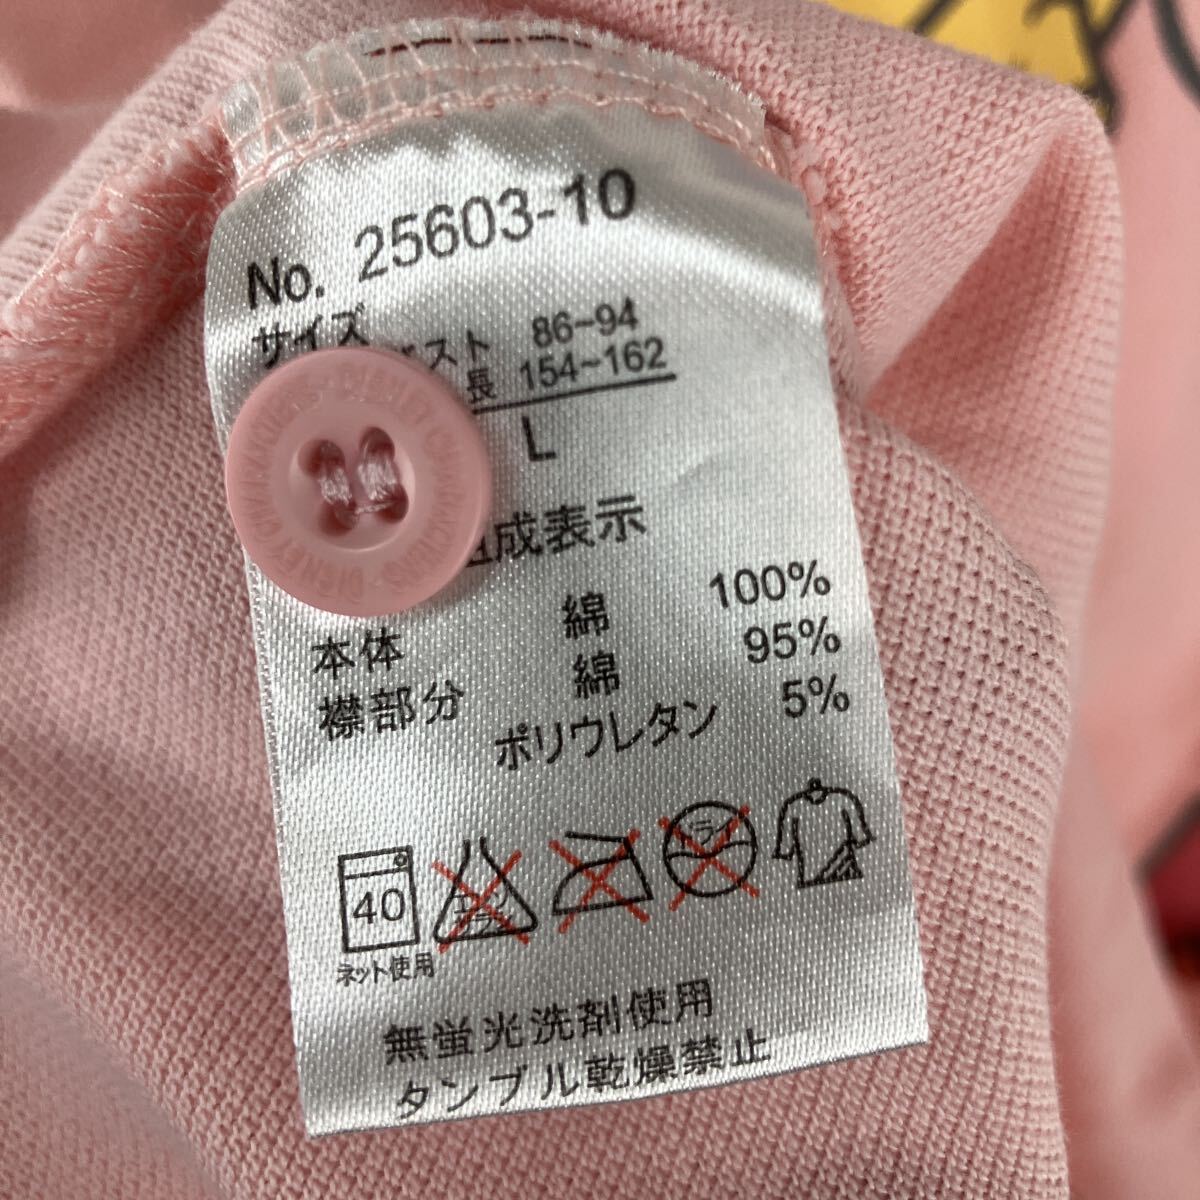 No. 25603-10
サイズ
スト 86~94
長 154~162
L
成表示
本体 綿 100%
襟部分 綿 95%
ポリウレタン 5%
40
ネット使用
無蛍光洗剤使用
タンブル乾燥禁止